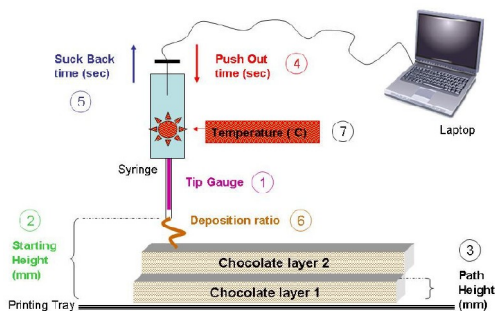 Suck Back
time (sec)
5
Push Out
time (sec)
4
Laptop
Temperature ( C)
7
Syringe
Tip Gauge
1
2
Starting
Height
(mm)
Deposition ratio
6
3
Path
Height
(mm)
Chocolate layer 2
Chocolate layer 1
Printing Tray